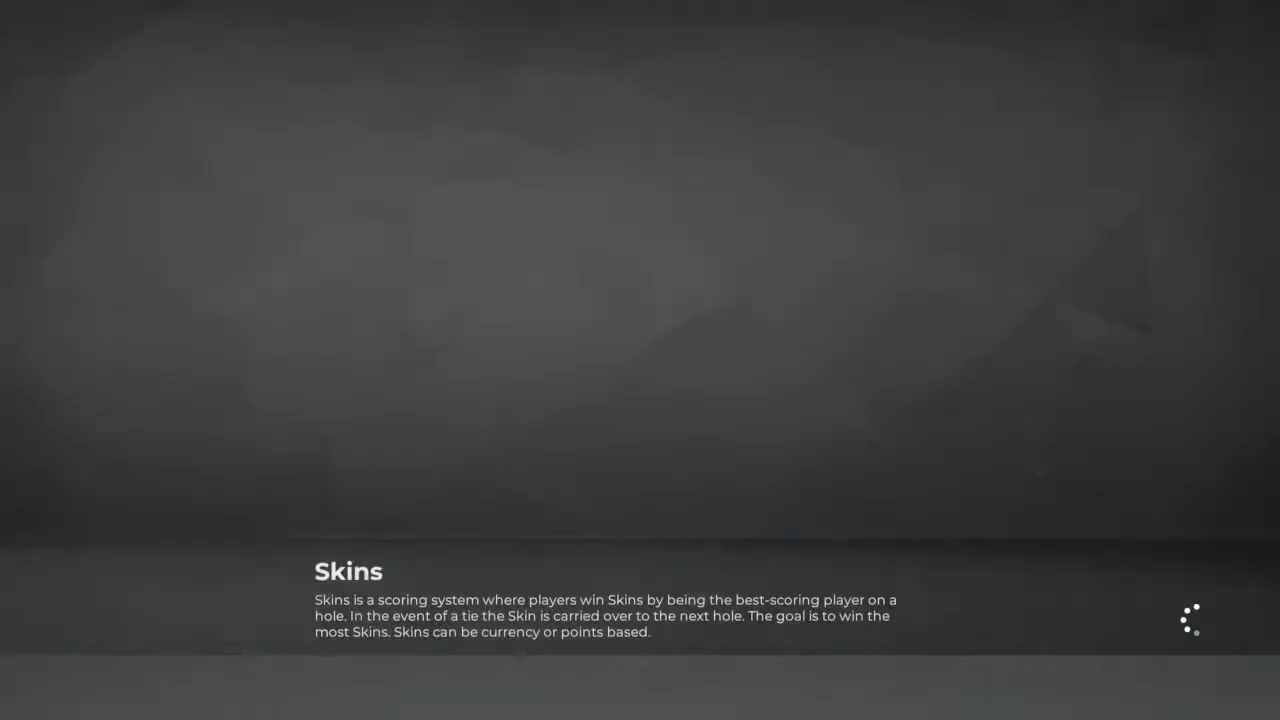 Skins
Skins is a scoring system where players win Skins by being the best-scoring player on a
hole. In the event of a tie the Skin is carried over to the next hole. The goal is to win the
most Skins. Skins can be currency or points based.